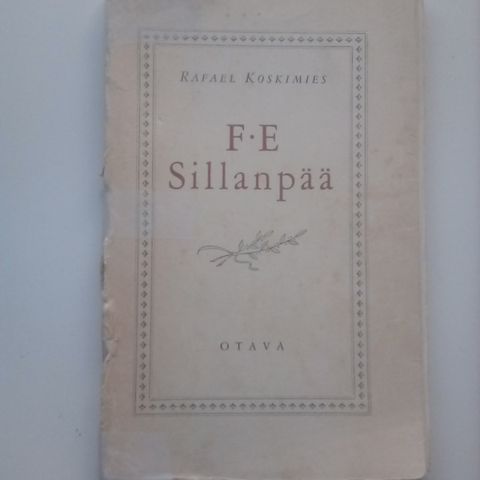 RAFAEL KOSKIMIES
F·E
Sillanpää
OTAVA